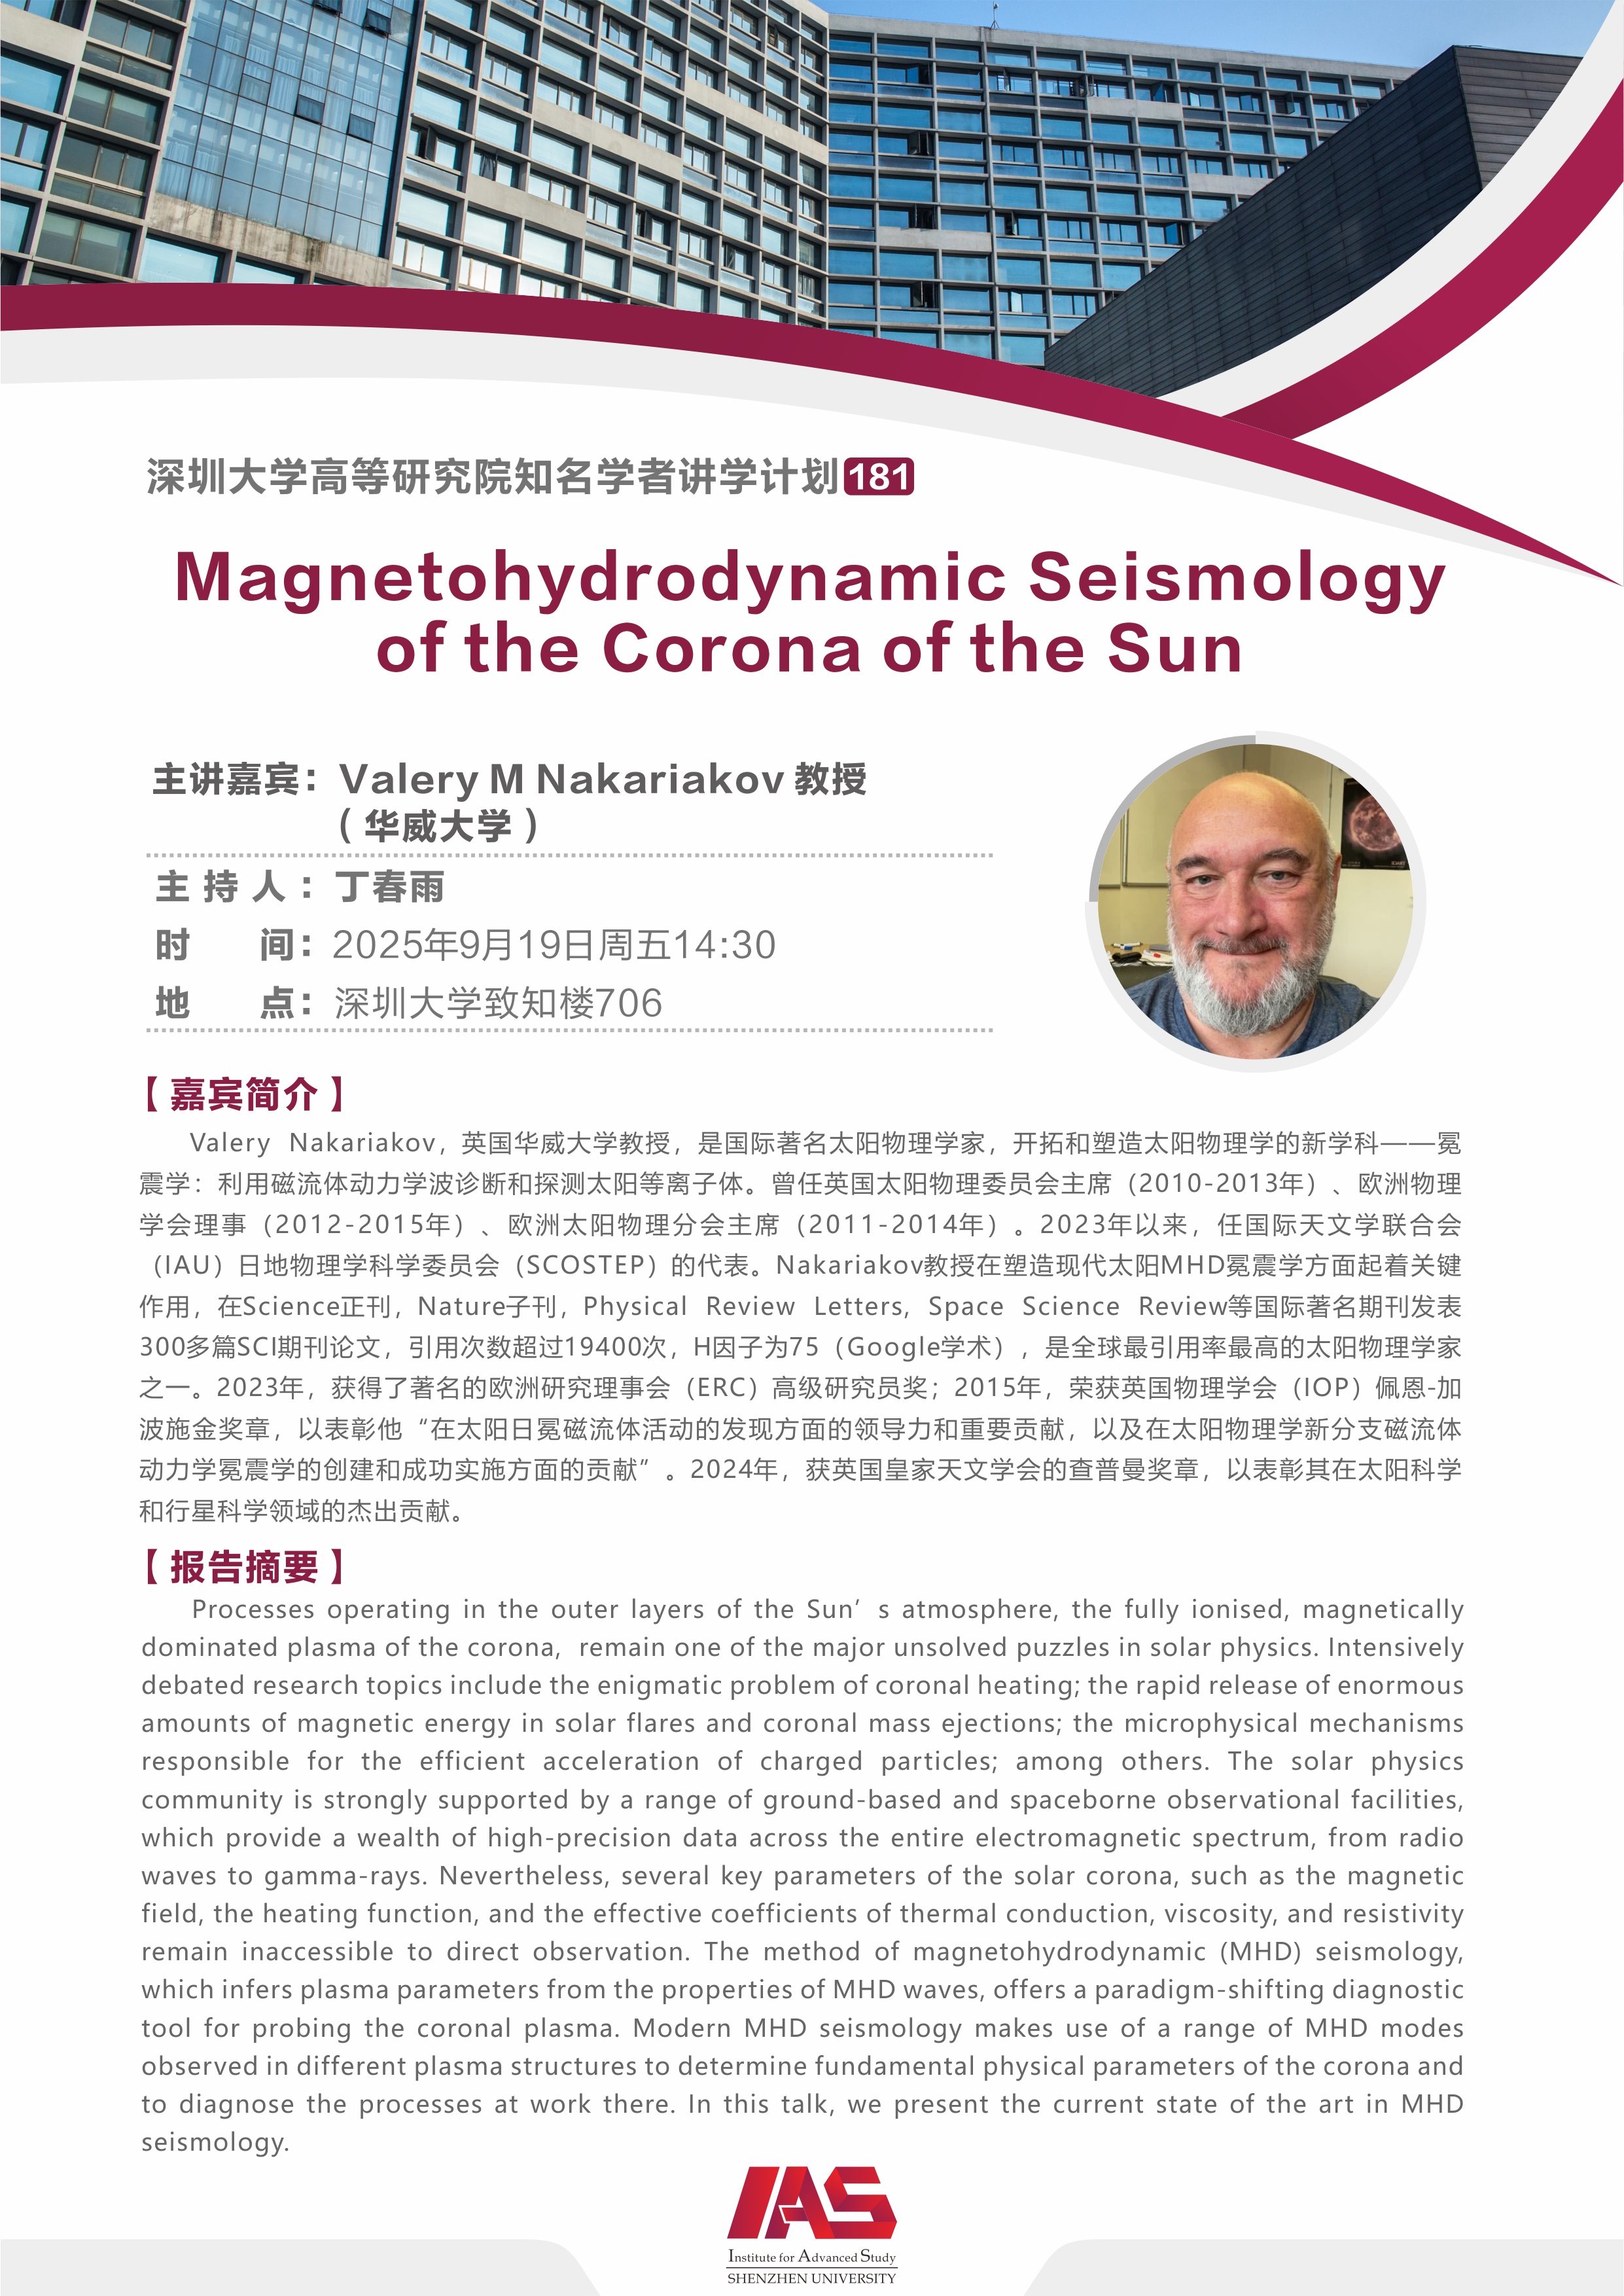 深圳大学高等研究院知名学者讲学计划181
Magnetohydrodynamic Seismology
of the Corona of the Sun
主讲嘉宾：Valery M Nakariakov 教授
（华威大学）
主 持 人 ：丁春雨
时 间：2025年9月19日周五14:30
地 点：深圳大学致知楼706
【嘉宾简介】
Valery Nakariakov，英国华威大学教授，是国际著名太阳物理学家，开拓和塑造太阳物理学的新学科——冕
震学：利用磁流体动力学波诊断和探测太阳等离子体。曾任英国太阳物理委员会主席（2010-2013年）、欧洲物理
学会理事（2012-2015年）、欧洲太阳物理分会主席（2011-2014年）。2023年以来，任国际天文学联合会
（IAU）日地物理学科学委员会（SCOSTEP）的代表。Nakariakov教授在塑造现代太阳MHD冕震学方面起着关键
作用，在Science正刊，Nature子刊，Physical Review Letters，Space Science Review等国际著名期刊发表
300多篇SCI期刊论文，引用次数超过19400次，H因子为75（Google学术），是全球最引用率最高的太阳物理学家
之一。2023年，获得了著名的欧洲研究理事会（ERC）高级研究员奖；2015年，荣获英国物理学会（IOP）佩恩-加
波施金奖章，以表彰他“在太阳日冕磁流体活动的发现方面的领导力和重要贡献，以及在太阳物理学新分支磁流体
动力学冕震学的创建和成功实施方面的贡献”。2024年，获英国皇家天文学会的查普曼奖章，以表彰其在太阳科学
和行星科学领域的杰出贡献。
【报告摘要】
Processes operating in the outer layers of the Sun’s atmosphere, the fully ionised, magnetically
dominated plasma of the corona, remain one of the major unsolved puzzles in solar physics. Intensively
debated research topics include the enigmatic problem of coronal heating; the rapid release of enormous
amounts of magnetic energy in solar flares and coronal mass ejections; the microphysical mechanisms
responsible for the efficient acceleration of charged particles; among others. The solar physics
community is strongly supported by a range of ground-based and spaceborne observational facilities,
which provide a wealth of high-precision data across the entire electromagnetic spectrum, from radio
waves to gamma-rays. Nevertheless, several key parameters of the solar corona, such as the magnetic
field, the heating function, and the effective coefficients of thermal conduction, viscosity, and resistivity
remain inaccessible to direct observation. The method of magnetohydrodynamic (MHD) seismology,
which infers plasma parameters from the properties of MHD waves, offers a paradigm-shifting diagnostic
tool for probing the coronal plasma. Modern MHD seismology makes use of a range of MHD modes
observed in different plasma structures to determine fundamental physical parameters of the corona and
to diagnose the processes at work there. In this talk, we present the current state of the art in MHD
seismology.
IAS
Institute for Advanced Study
SHENZHEN UNIVERSITY